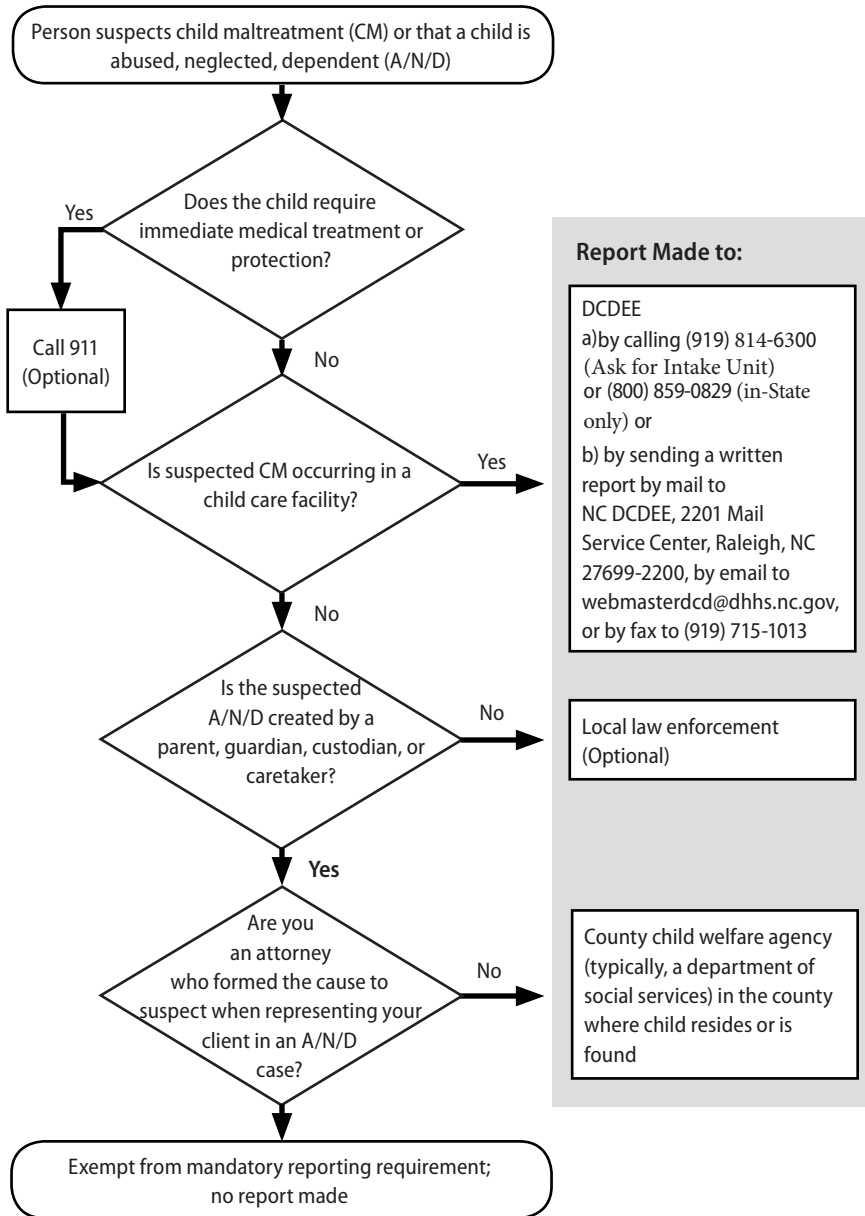 Person suspects child maltreatment (CM) or that a child is
abused, neglected, dependent (A/N/D)
Does the child require
immediate medical treatment or
protection?
Yes
Call 911
(Optional)
No
Is suspected CM occurring in a
child care facility?
Yes
No
Is the suspected
A/N/D created by a
parent, guardian, custodian, or
caretaker?
No
Yes
Are you
an attorney
who formed the cause to
suspect when representing your
client in an A/N/D
case?
No
Exempt from mandatory reporting requirement;
no report made
Report Made to:
DCDEE
a)by calling (919) 814-6300
(Ask for Intake Unit)
or (800) 859-0829 (in-State
only) or
b) by sending a written
report by mail to
NC DCDEE, 2201 Mail
Service Center, Raleigh, NC
27699-2200, by email to
webmasterdcd@dhhs.nc.gov,
or by fax to (919) 715-1013
Local law enforcement
(Optional)
County child welfare agency
(typically, a department of
social services) in the county
where child resides or is
found